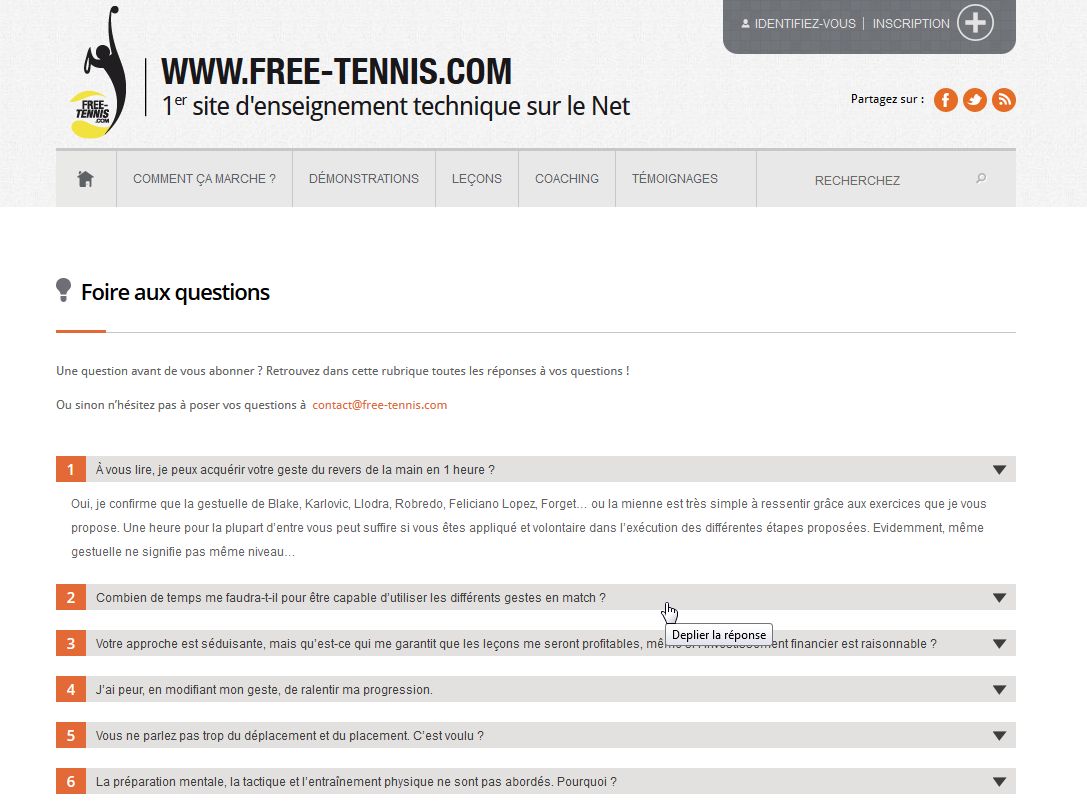 IDENTIFIEZ-VOUS | INSCRIPTION
FREE-
TENNIS
.COM
WWW.FREE-TENNIS.COM
1er site d'enseignement technique sur le Net
Partagez sur :
COMMENT ÇA MARCHE ?
DÉMONSTRATIONS
LEÇONS
COACHING
TÉMOIGNAGES
RECHERCHEZ
Foire aux questions
Une question avant de vous abonner ? Retrouvez dans cette rubrique toutes les réponses à vos questions !
Ou sinon n’hésitez pas à poser vos questions à contact@free-tennis.com
1 À vous lire, je peux acquérir votre geste du revers de la main en 1 heure ?
Oui, je confirme que la gestuelle de Blake, Karlovic, Llodra, Robredo, Feliciano Lopez, Forget… ou la mienne est très simple à ressentir grâce aux exercices que je vous
propose. Une heure pour la plupart d’entre vous peut suffire si vous êtes appliqué et volontaire dans l’exécution des différentes étapes proposées. Evidemment, même
gestuelle ne signifie pas même niveau…
2 Combien de temps me faudra-t-il pour être capable d’utiliser les différents gestes en match ?
Deplier la réponse
3 Votre approche est séduisante, mais qu’est-ce qui me garantit que les leçons me seront profitables, financier est raisonnable ?
4 J’ai peur, en modifiant mon geste, de ralentir ma progression.
5 Vous ne parlez pas trop du déplacement et du placement. C’est voulu ?
6 La préparation mentale, la tactique et l’entraînement physique ne sont pas abordés. Pourquoi ?